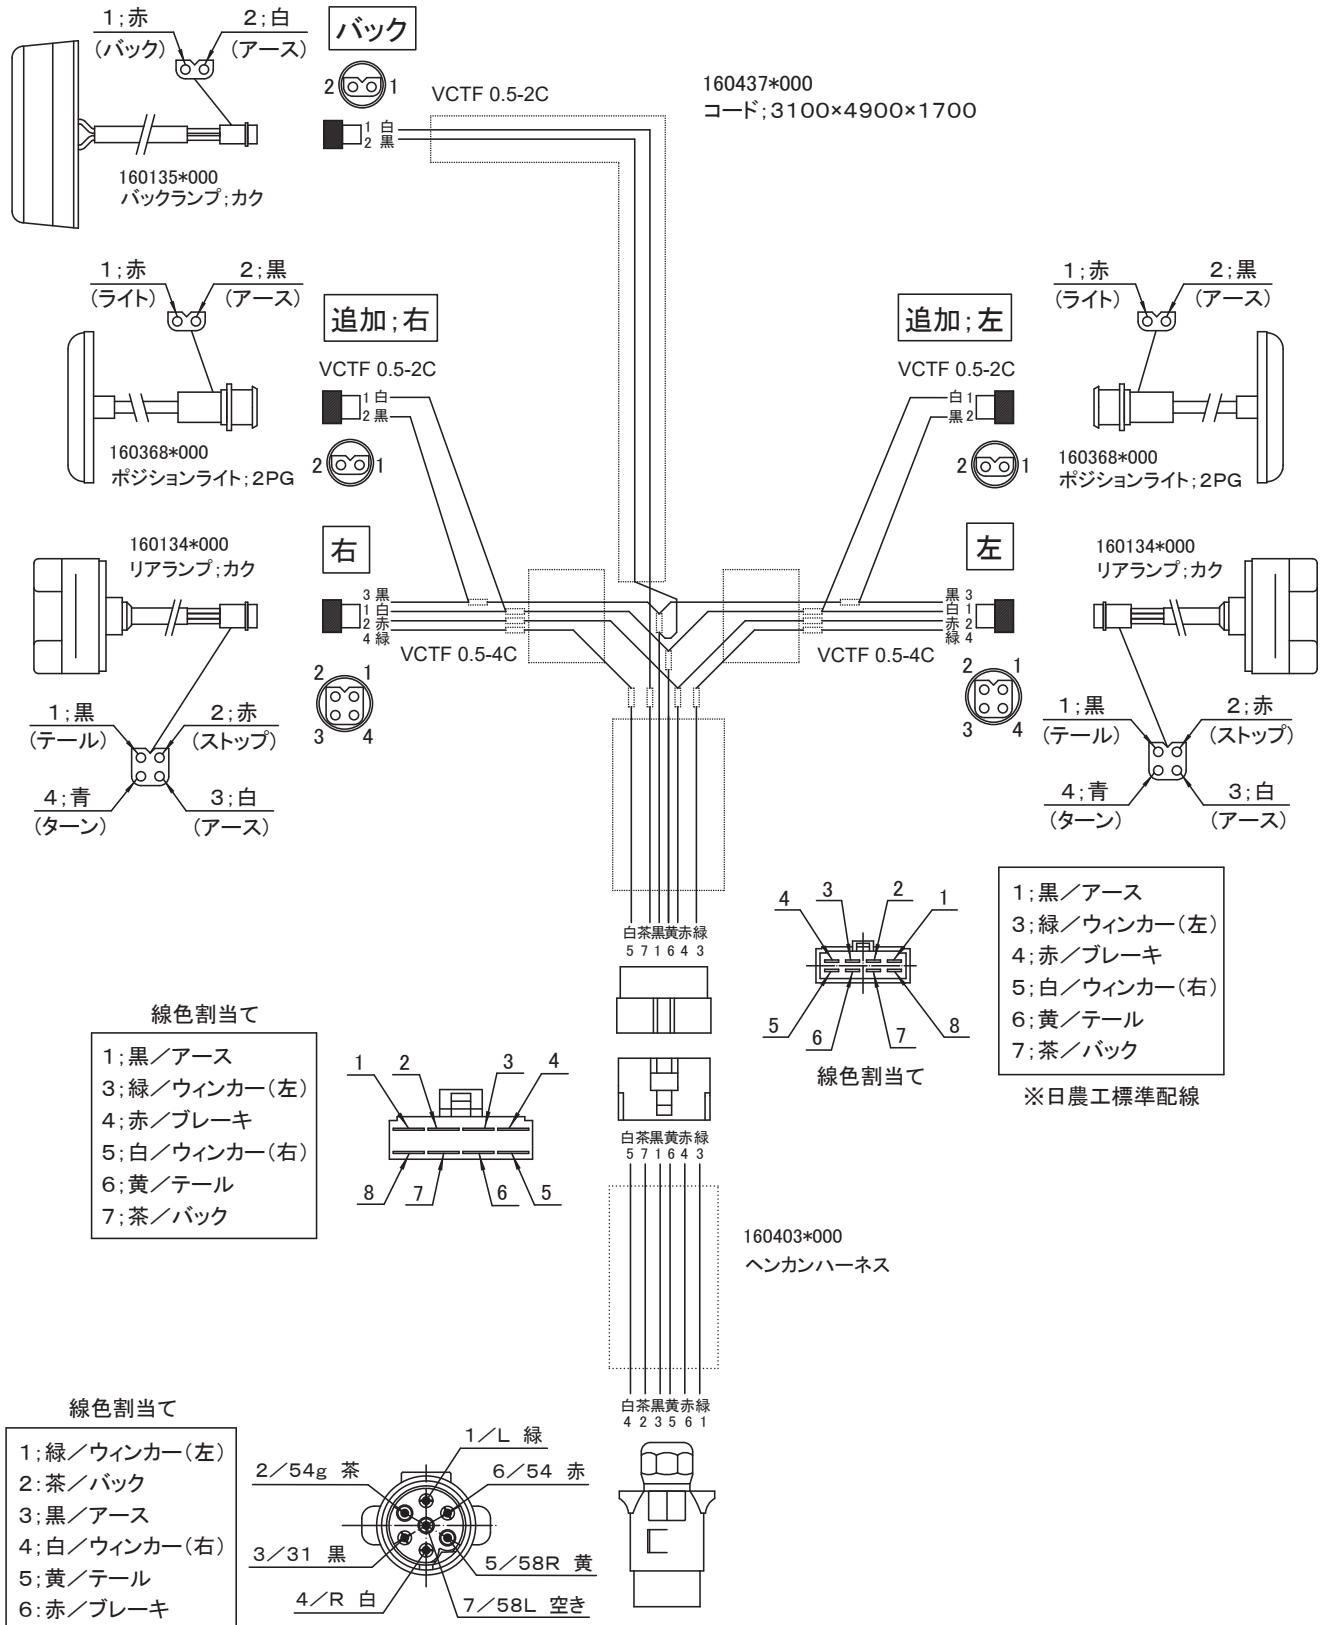 1;赤
(バック)
2;白
(アース)
バック
2
1
VCTF 0.5-2C
1 白
2 黒
160437*000
コード;3100×4900×1700
160135*000
バックランプ;カク
1;赤
(ライト)
2;黒
(アース)
追加;右
VCTF 0.5-2C
1 白
2 黒
2
1
160368*000
ポジションライト;2PG
追加;左
VCTF 0.5-2C
白 1
黒 2
2
1
1;赤
(ライト)
2;黒
(アース)
160368*000
ポジションライト;2PG
右
160134*000
リアランプ;カク
3 黒
1 白
2 赤
4 緑
VCTF 0.5-4C
2 1
3 4
1;黒
(テール)
2;赤
(ストップ)
4;青
(ターン)
3;白
(アース)
左
160134*000
リアランプ;カク
黒 3
白 1
赤 2
緑 4
VCTF 0.5-4C
2 1
3 4
1;黒
(テール)
2;赤
(ストップ)
4;青
(ターン)
3;白
(アース)
白茶黒黄赤緑
5 7 1 6 4 3
4 3 2 1
5 6 7 8
線色割当て
1;黒/アース
3;緑/ウィンカー(左)
4;赤/ブレーキ
5;白/ウィンカー(右)
6;黄/テール
7;茶/バック
※日農工標準配線
線色割当て
1;黒/アース
3;緑/ウィンカー(左)
4;赤/ブレーキ
5;白/ウィンカー(右)
6;黄/テール
7;茶/バック
1 2 3 4
8 7 6 5
白茶黒黄赤緑
5 7 1 6 4 3
160403*000
ヘンカンハーネス
白茶黒黄赤緑
4 2 3 5 6 1
線色割当て
1;緑/ウィンカー(左)
2:茶/バック
3;黒/アース
4;白/ウィンカー(右)
5;黄/テール
6:赤/ブレーキ
1/L 緑
2/54g 茶
6/54 赤
3/31 黒
5/58R 黄
4/R 白
7/58L 空き